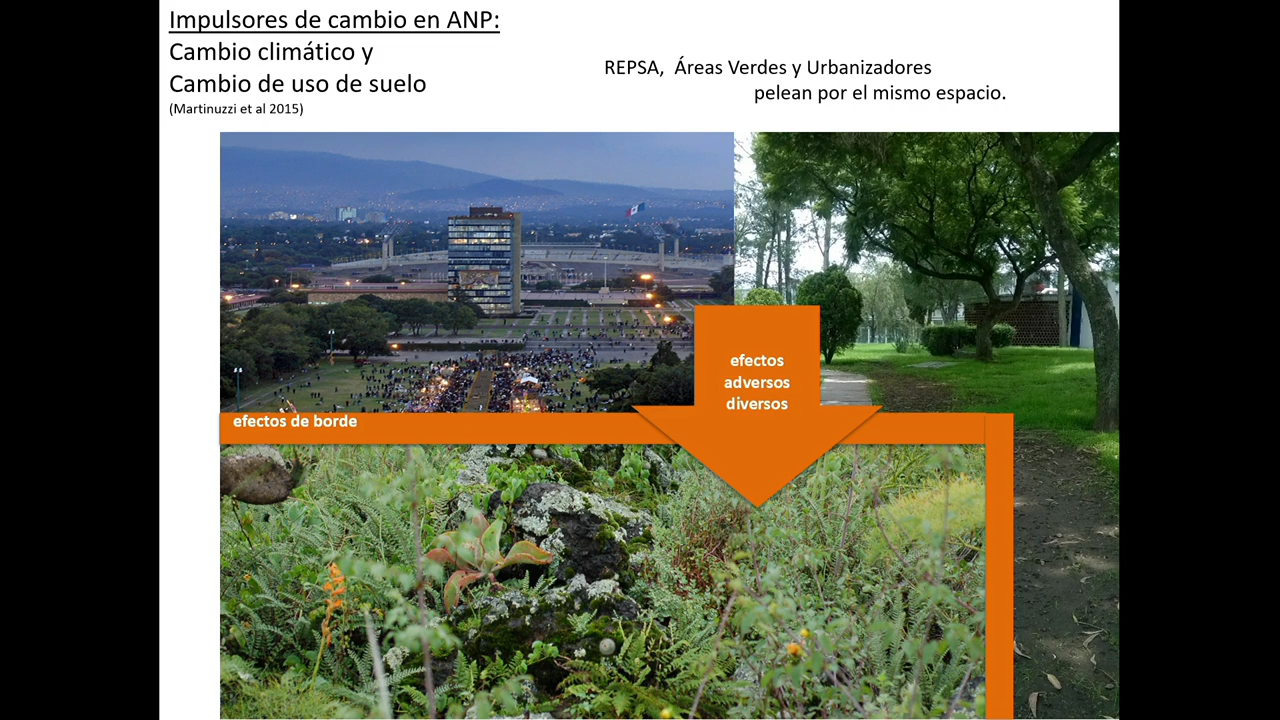 Impulsores de cambio en ANP:
Cambio climático y
Cambio de uso de suelo
(Martinuzzi et al 2015)
REPSA,  Áreas Verdes y Urbanizadores
pelean por el mismo espacio.
efectos
adversos
diversos
efectos de borde